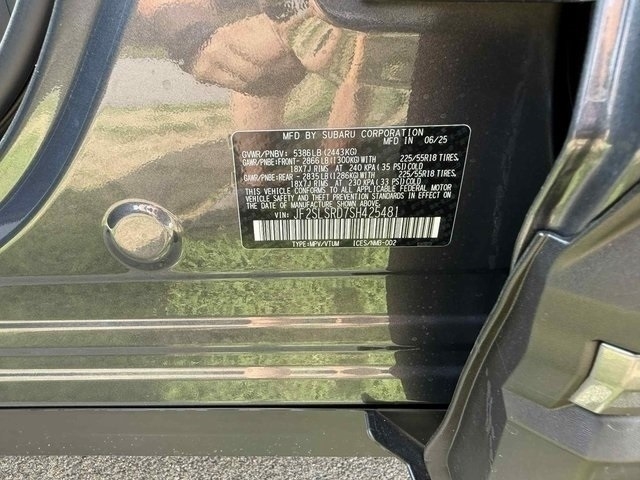 MFD BY SUBARU CORPORATION
MFD IN 06/25
GVWR/PNBV: 5386LB(2443KG)
GAWR/PNBE:FRONT- 2866LB(1300KG)WITH 225/55R18 TIRES,
18X7J RIMS AT 240 KPA(35 PSI)COLD
GAWR/PNBE:REAR - 2835LB(1286KG)WITH 225/55R18 TIRES,
18X7J RIMS AT 230 KPA(33 PSI)COLD
THIS VEHICLE CONFORMS TO ALL APPLICABLE FEDERAL MOTOR
VEHICLE SAFETY AND THEFT PREVENTION STANDARDS IN EFFECT ON
THE DATE OF MANUFACTURE SHOWN ABOVE.
VIN: JF2SLSRD7SH425481
TYPE:MPV/VTUM ICES/NMB-002